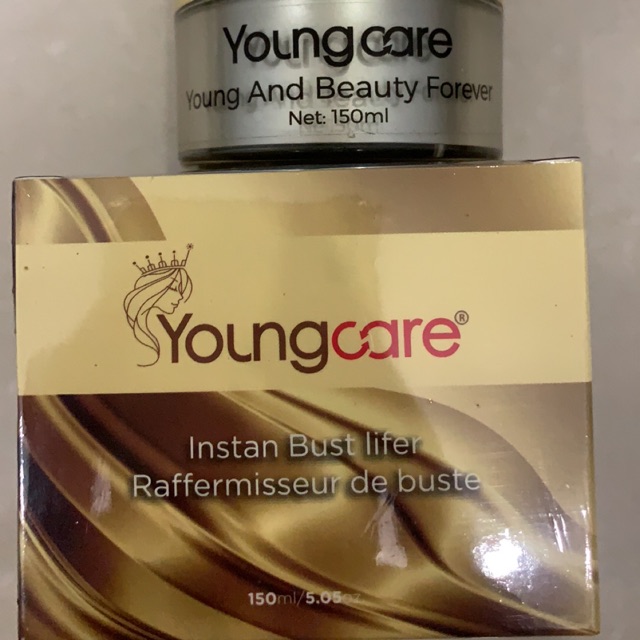 Youngcare
Young And Beauty Forever
Net: 150ml
Youngcare®
Instan Bust lifer
Raffermisseur de buste
150ml/5.05oz